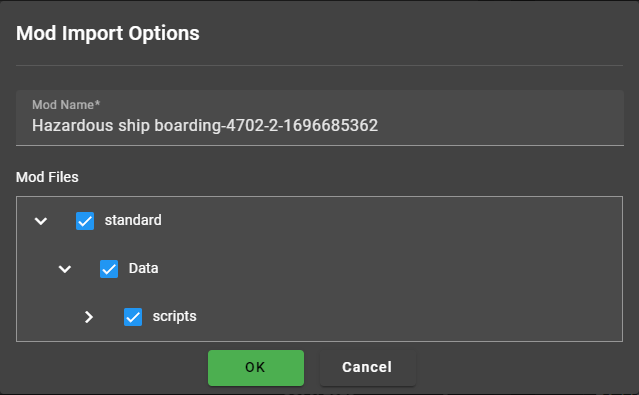 Mod Import Options
Mod Name*
Hazardous ship boarding-4702-2-1696685362
Mod Files
standard
Data
scripts
OK Cancel